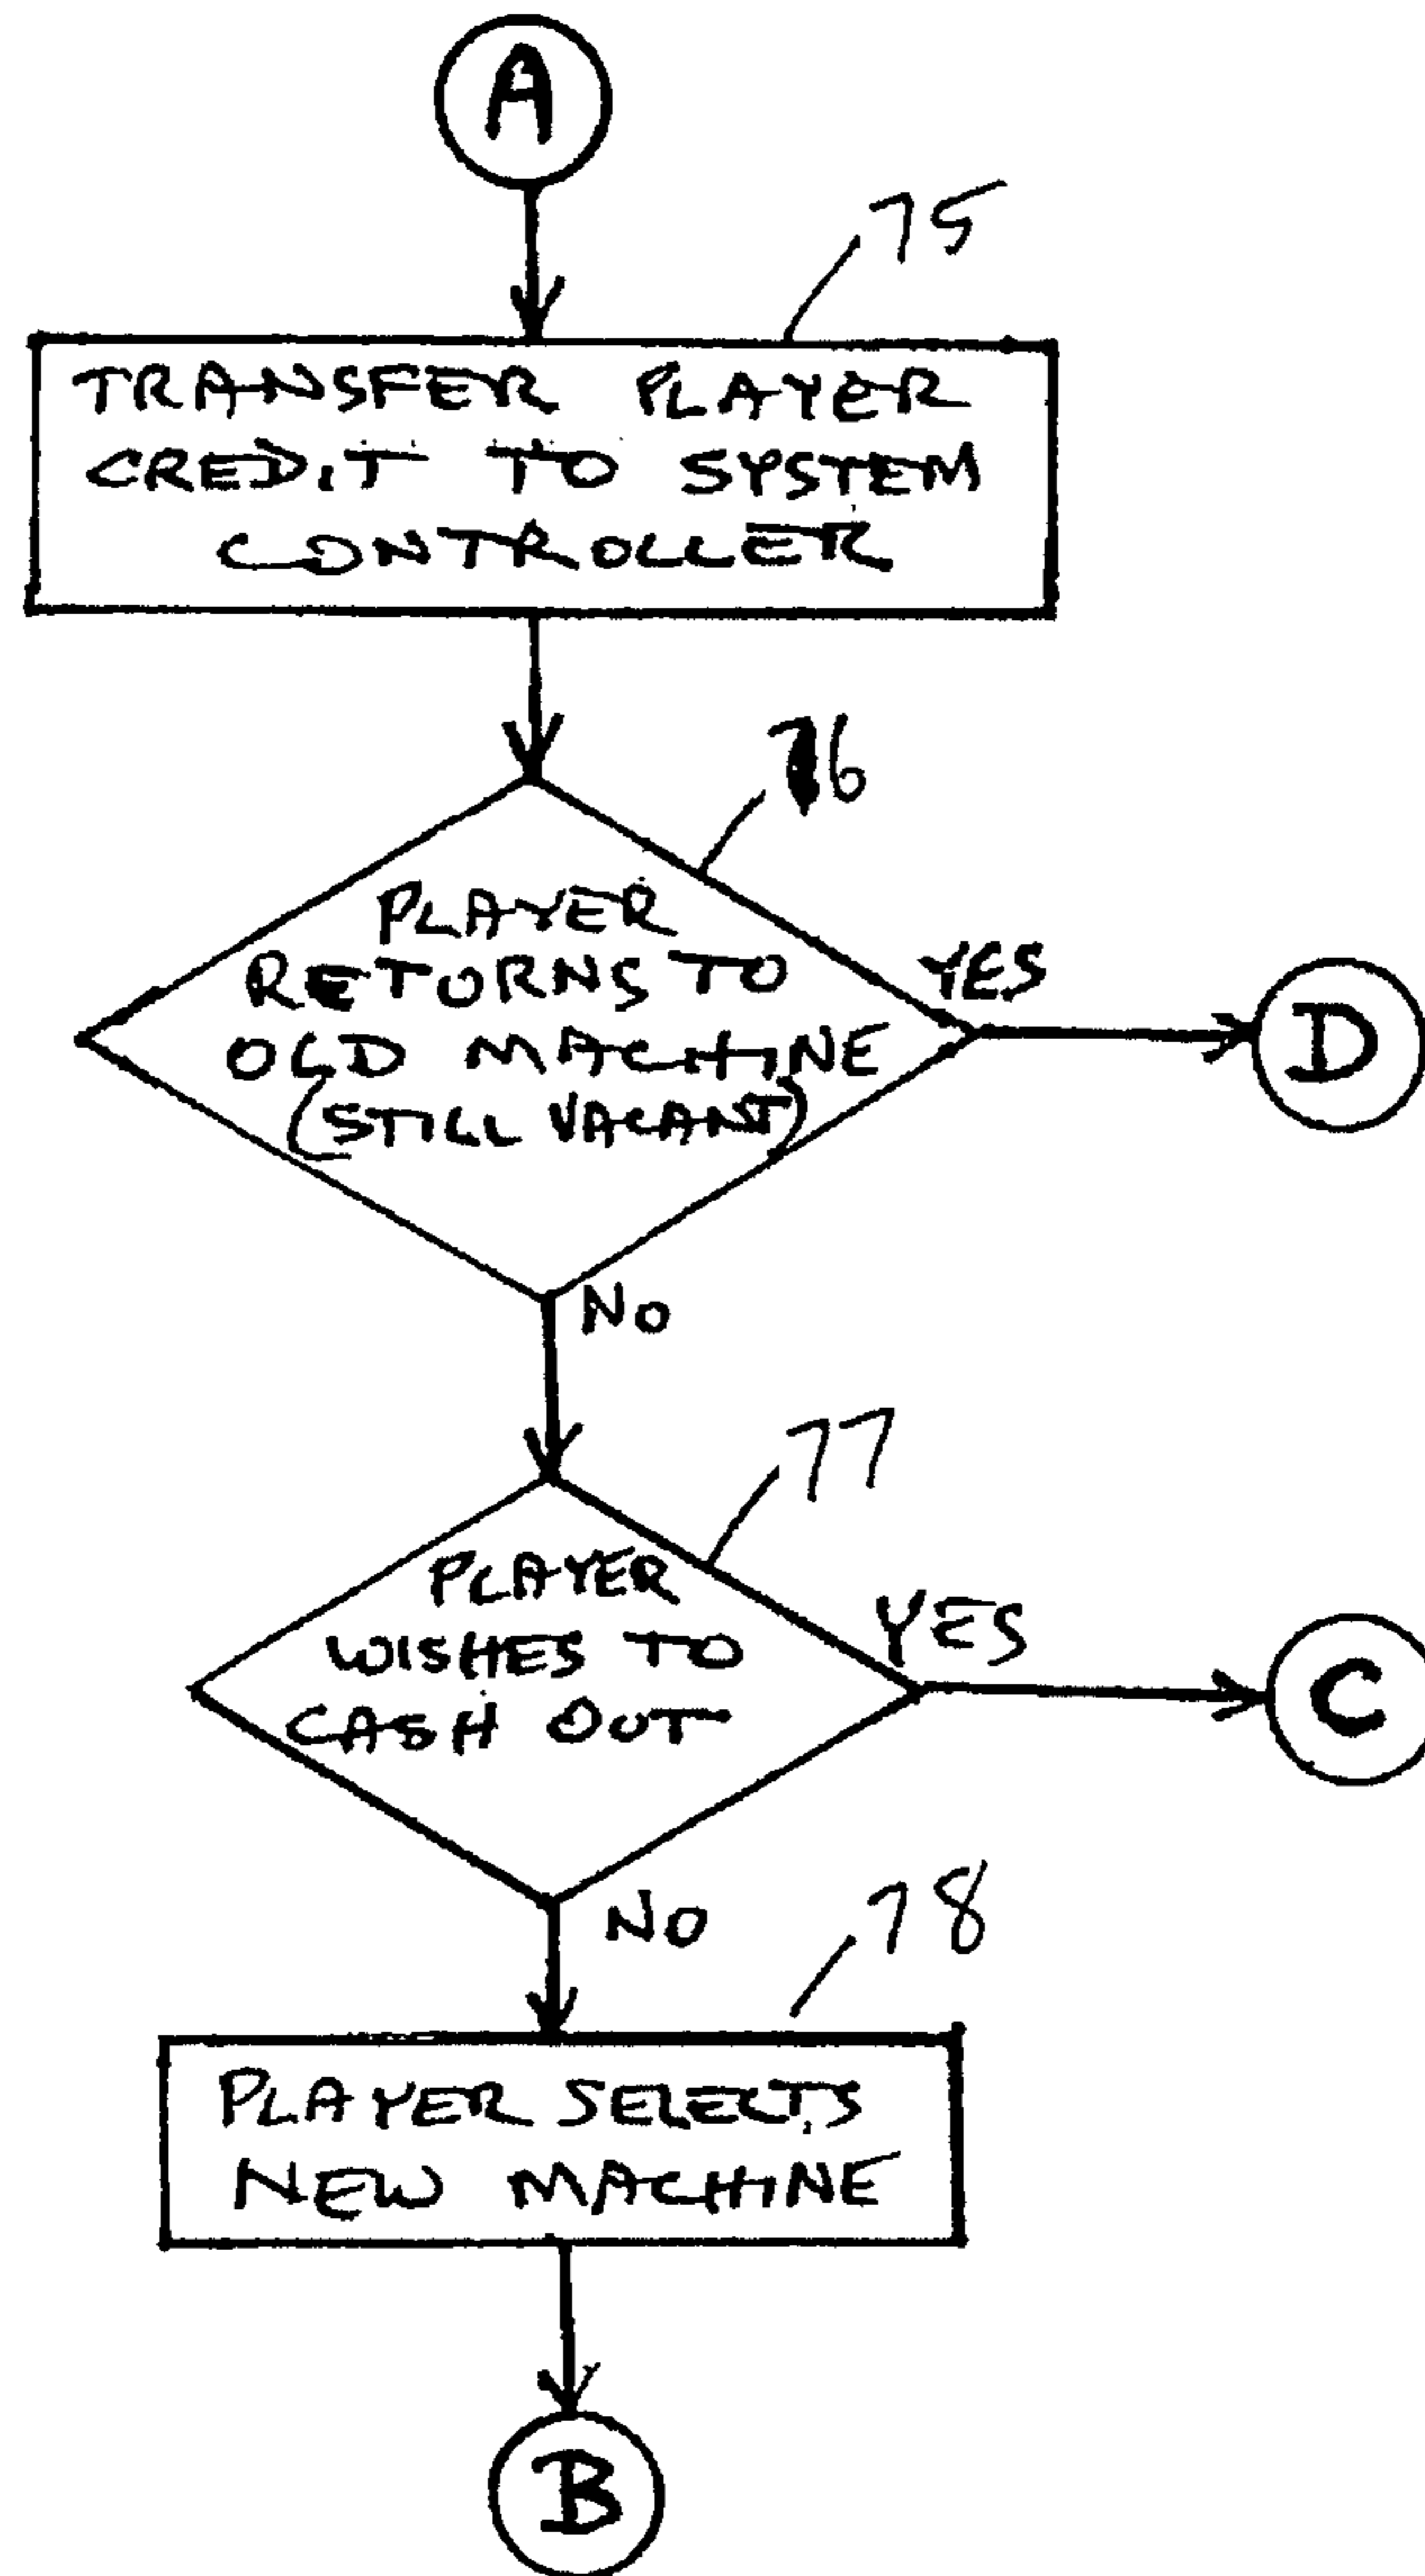 A
75
TRANSFER PLAYER
CREDIT TO SYSTEM
CONTROLLER
76
PLAYER
RETURNS TO
OLD MACHINE
(STILL VACANT)
YES
D
NO
77
PLAYER
WISHES TO
CASH OUT
YES
C
NO
78
PLAYER SELECTS
NEW MACHINE
B